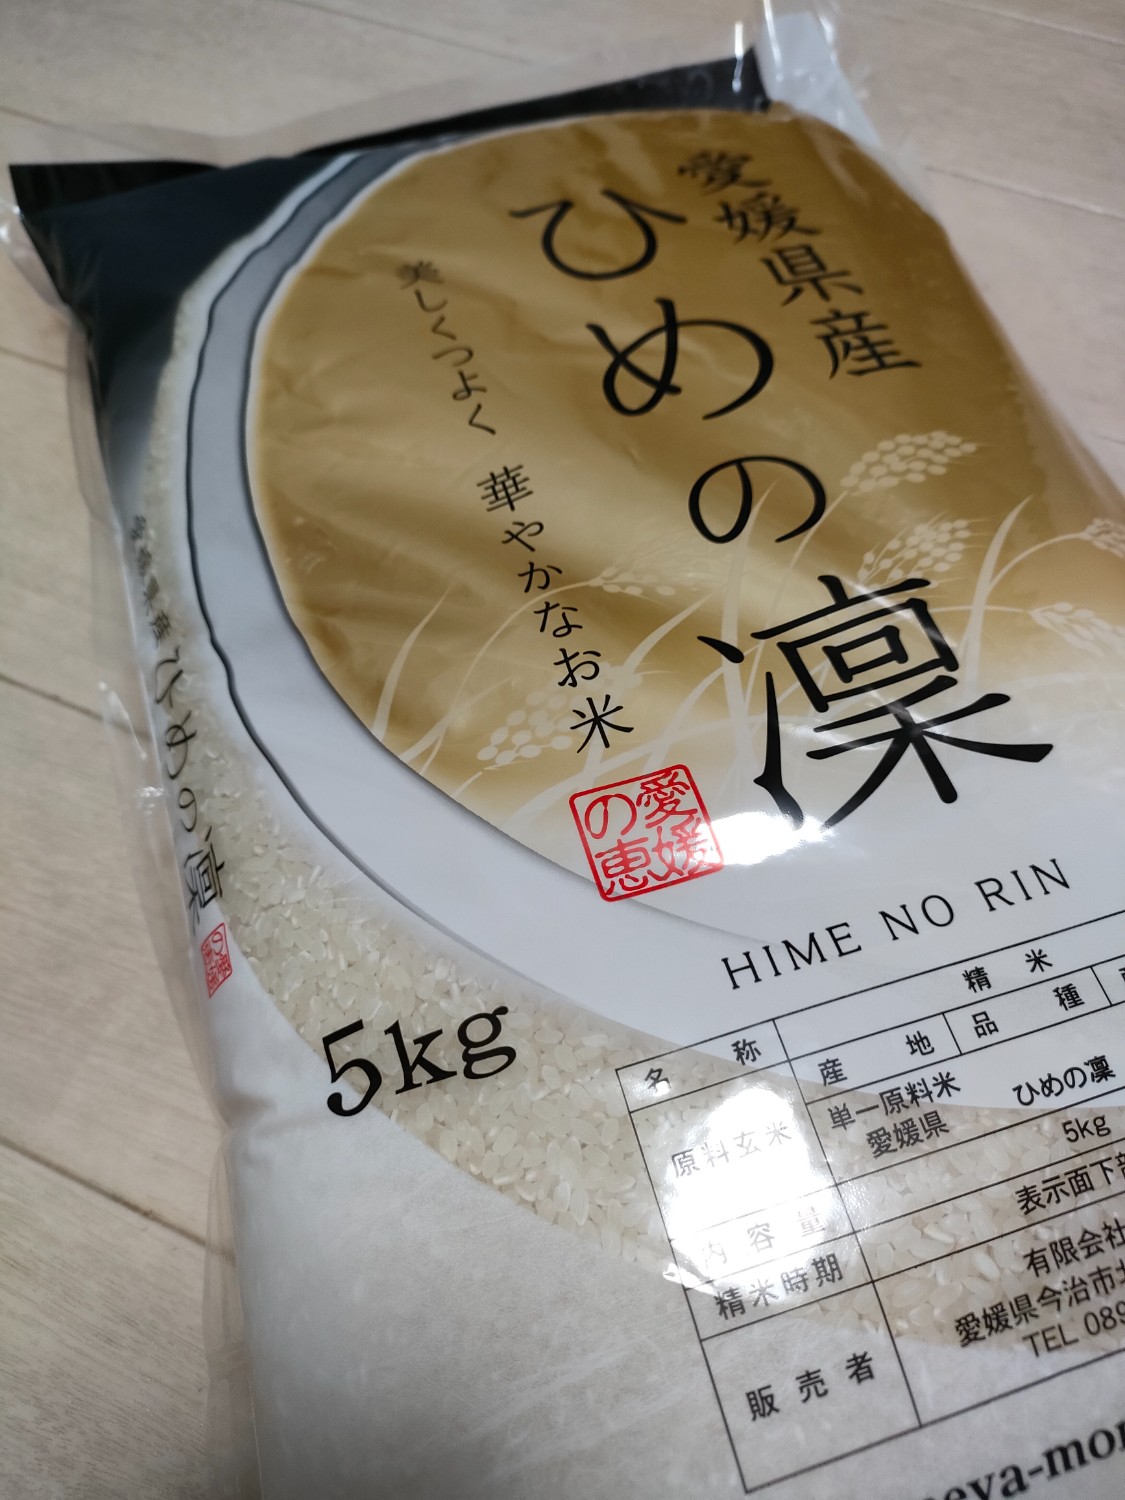 愛媛県産
ひめの凜
美しくつよく 華やかなお米
愛媛
の恵
HIME NO RIN
ひめの凜
5kg
名称
精米
原料玄米
産地
品種
単一原料米
愛媛県
ひめの凜
内容量
5kg
精米時期
表示面下部
販売者
有限会社
愛媛県今治市北
TEL 089
eya-mor